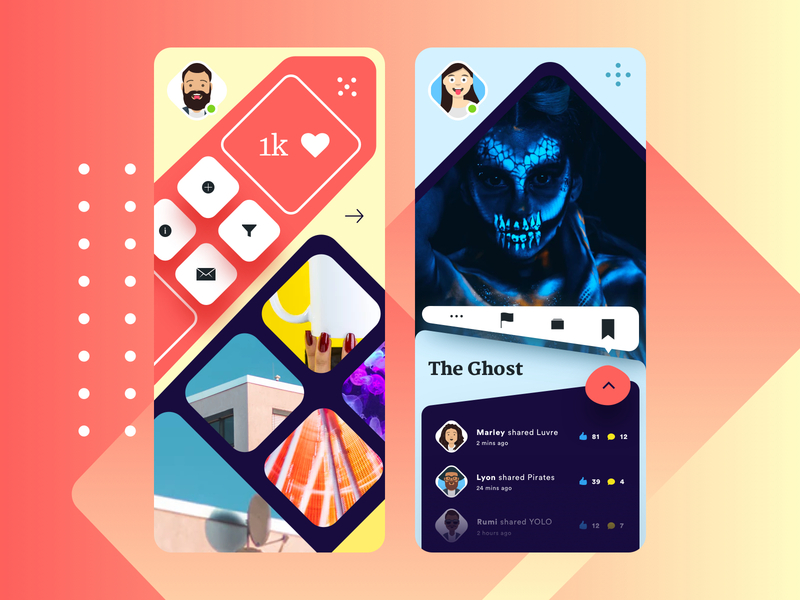 1k
The Ghost
Marley shared Luvre
2 mins ago
81 12
Lyon shared Pirates
24 mins ago
39 4
Rumi shared YOLO
2 hours ago
12 7